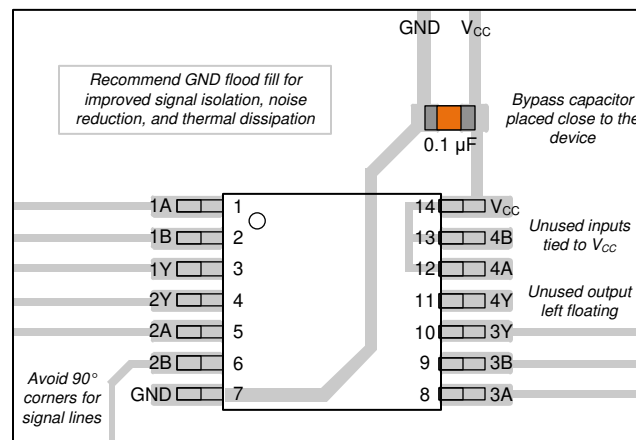 GND VCC
Recommend GND flood fill for
improved signal isolation, noise
reduction, and thermal dissipation
Bypass capacitor
placed close to the
device
0.1 µF
1A 1 14 VCC
1B 2 13 4B
1Y 3 12 4A
2Y 4 11 4Y
2A 5 10 3Y
2B 6 9 3B
GND 7 8 3A
Unused inputs
tied to VCC
Unused output
left floating
Avoid 90°
corners for
signal lines